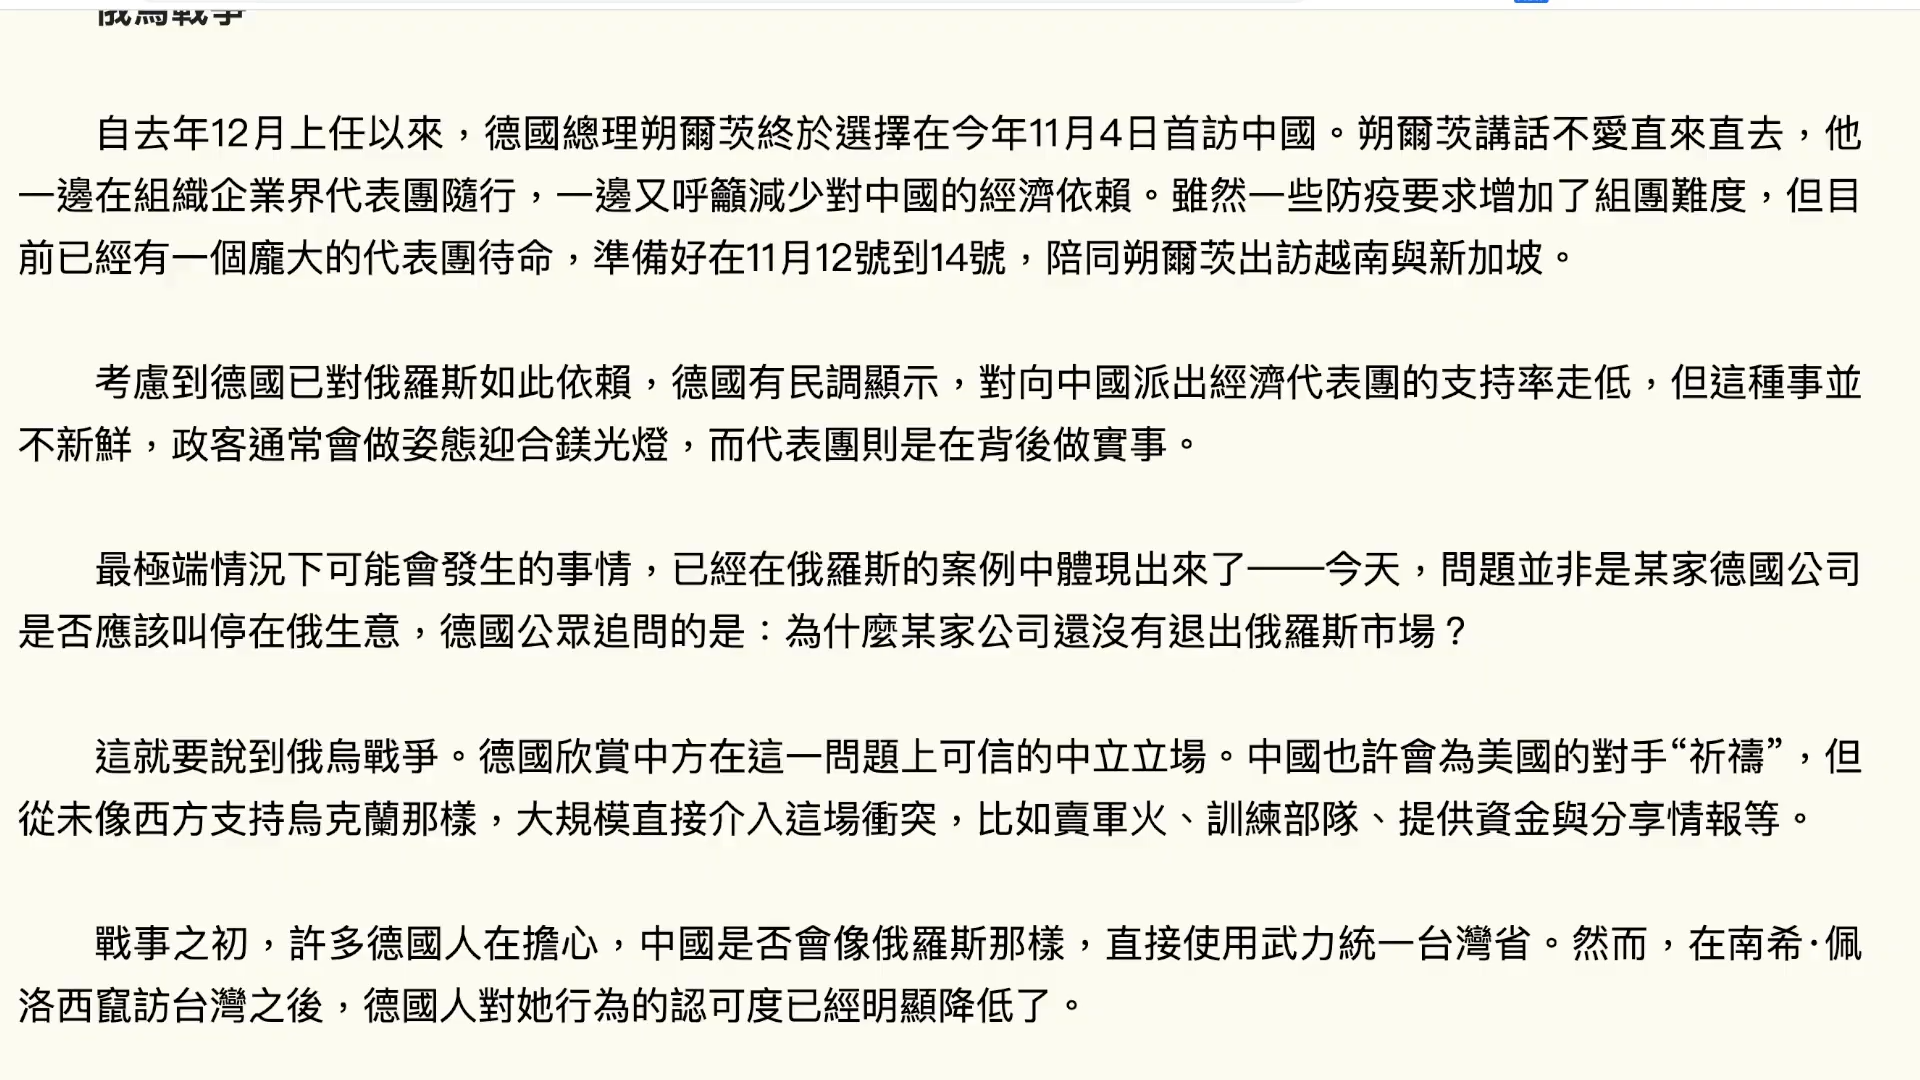 俄烏戰爭
自去年12月上任以來，德國總理朔爾茨終於選擇在今年11月4日首訪中國。朔爾茨講話不愛直來直去，他
一邊在組織企業界代表團隨行，一邊又呼籲減少對中國的經濟依賴。雖然一些防疫要求增加了組團難度，但目
前已經有一個龐大的代表團待命，準備好在11月12號到14號，陪同朔爾茨出訪越南與新加坡。
考慮到德國已對俄羅斯如此依賴，德國有民調顯示，對向中國派出經濟代表團的支持率走低，但這種事並
不新鮮，政客通常會做姿態迎合鎂光燈，而代表團則是在背後做實事。
最極端情況下可能會發生的事情，已經在俄羅斯的案例中體現出來了——今天，問題並非是某家德國公司
是否應該叫停在俄生意，德國公眾追問的是：為什麼某家公司還沒有退出俄羅斯市場？
這就要說到俄烏戰爭。德國欣賞中方在這一問題上可信的中立立場。中國也許會為美國的對手“祈禱”，但
從未像西方支持烏克蘭那樣，大規模直接介入這場衝突，比如賣軍火、訓練部隊、提供資金與分享情報等。
戰事之初，許多德國人在擔心，中國是否會像俄羅斯那樣，直接使用武力統一台灣省。然而，在南希·佩
洛西竄訪台灣之後，德國人對她行為的認可度已經明顯降低了。